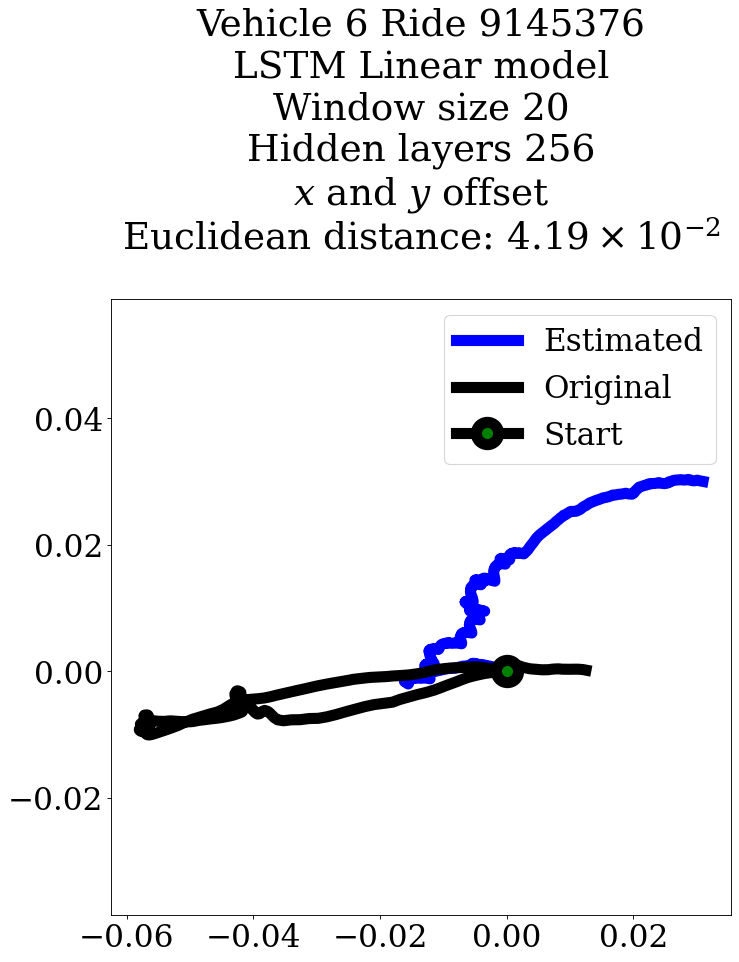 Vehicle 6 Ride 9145376
LSTM Linear model
Window size 20
Hidden layers 256
x and y offset
Euclidean distance: 4.19 × 10⁻²
Estimated
Original
Start
0.04
0.02
0.00
−0.02
−0.06 −0.04 −0.02 0.00 0.02